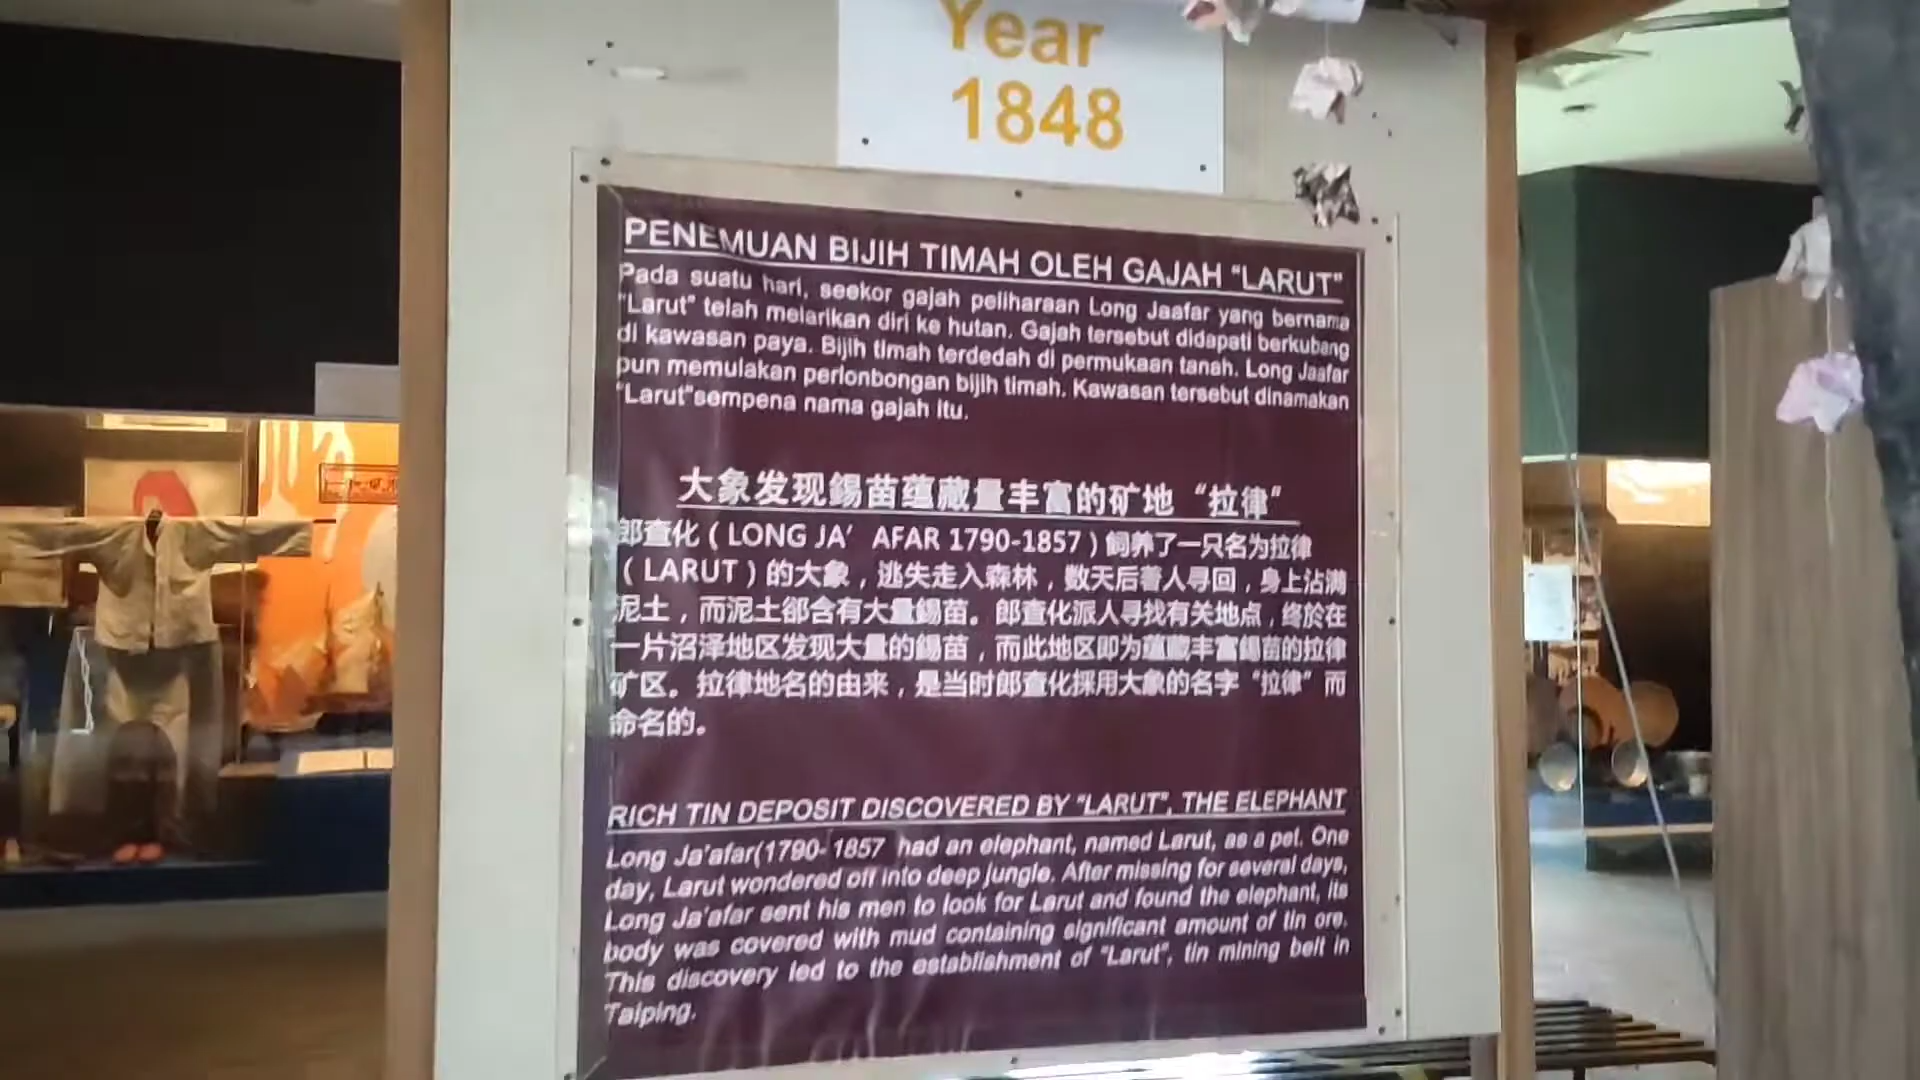 Year
1848
PENEMUAN BIJIH TIMAH OLEH GAJAH “LARUT”
Pada suatu hari, seekor gajah peliharaan Long Jaafar yang bernama
“Larut” telah melarikan diri ke hutan. Gajah tersebut didapati berkubang
di kawasan paya. Bijih timah terdedah di permukaan tanah. Long Jaafar
pun memulakan perlonbongan bijih timah. Kawasan tersebut dinamakan
“Larut”sempena nama gajah itu.
大象发现錫苗蕴藏量丰富的矿地“拉律”
郎查化（LONG JA’ AFAR 1790-1857）飼养了一只名为拉律
（LARUT）的大象，逃失走入森林，数天后着人寻回，身上沾满
泥土，而泥土郤含有大量錫苗。郎查化派人寻找有关地点，终於在
一片沼泽地区发现大量的錫苗，而此地区即为蕴藏丰富錫苗的拉律
矿区。拉律地名的由来，是当时郎查化採用大象的名字“拉律”而
命名的。
RICH TIN DEPOSIT DISCOVERED BY “LARUT”, THE ELEPHANT
Long Ja’afar(1790-1857 had an elephant, named Larut, as a pet. One
day, Larut wondered off into deep jungle. After missing for several days,
Long Ja’afar sent his men to look for Larut and found the elephant, its
body was covered with mud containing significant amount of tin ore.
This discovery led to the establishment of “Larut”, tin mining belt in
Taiping.